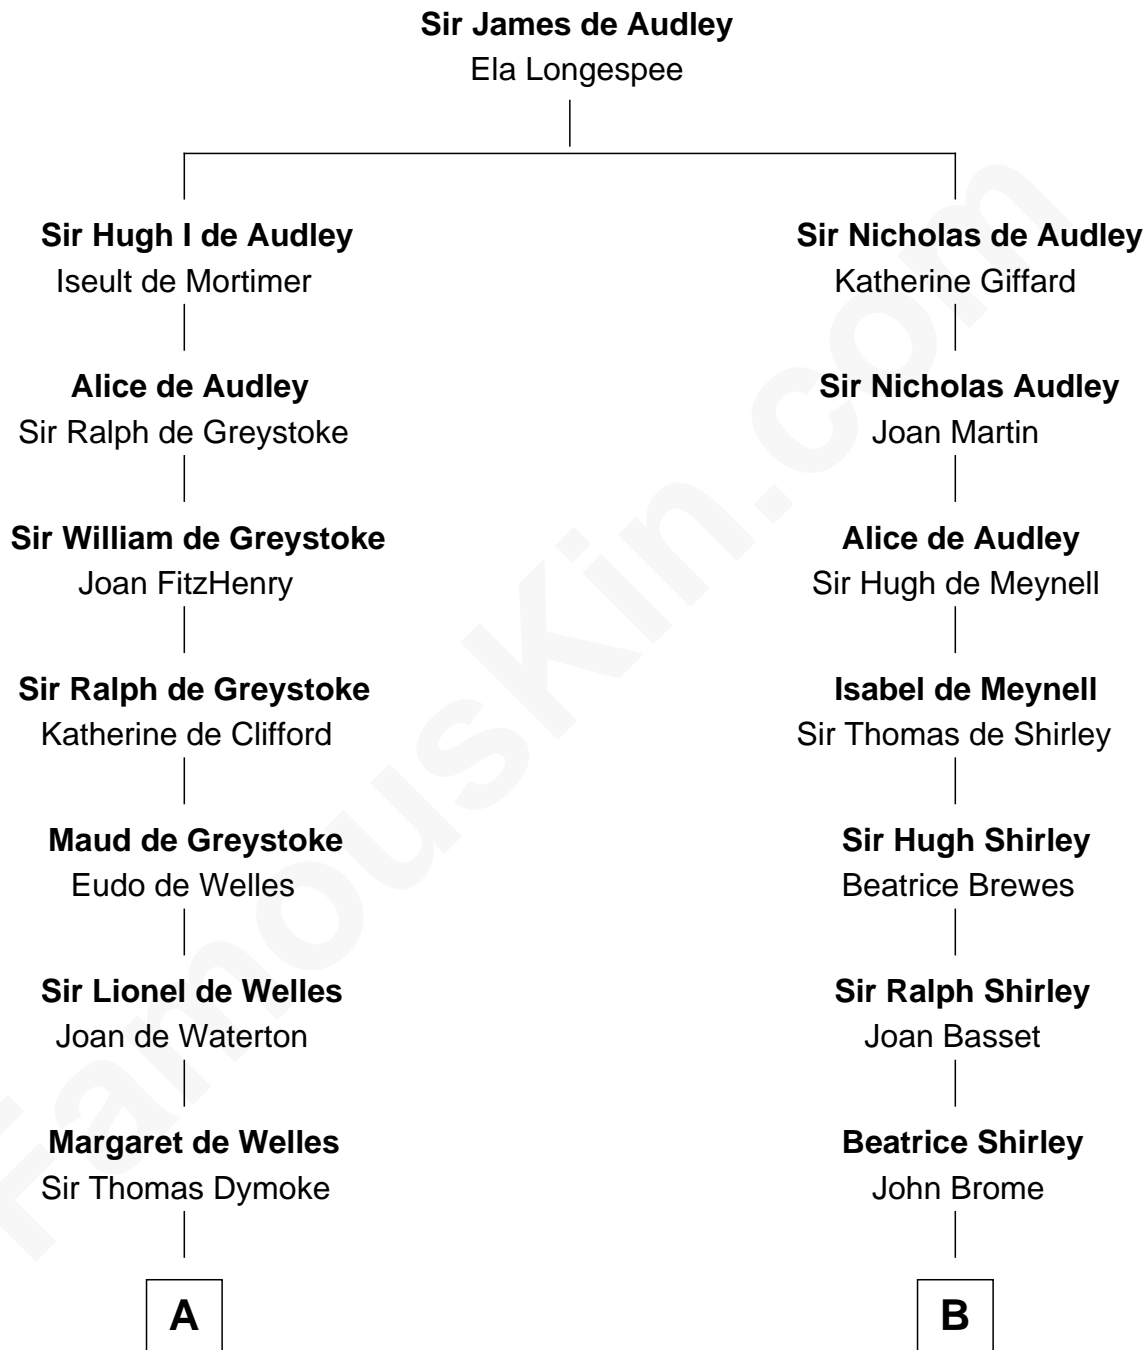 Sir James de Audley
Ela Longespee
Sir Hugh I de Audley
Iseult de Mortimer
Sir Nicholas de Audley
Katherine Giffard
Alice de Audley
Sir Ralph de Greystoke
Sir Nicholas Audley
Joan Martin
Sir William de Greystoke
Joan FitzHenry
Alice de Audley
Sir Hugh de Meynell
Sir Ralph de Greystoke
Katherine de Clifford
Isabel de Meynell
Sir Thomas de Shirley
Maud de Greystoke
Eudo de Welles
Sir Hugh Shirley
Beatrice Brewes
Sir Lionel de Welles
Joan de Waterton
Sir Ralph Shirley
Joan Basset
Margaret de Welles
Sir Thomas Dymoke
Beatrice Shirley
John Brome
A
B
FamousKin.com